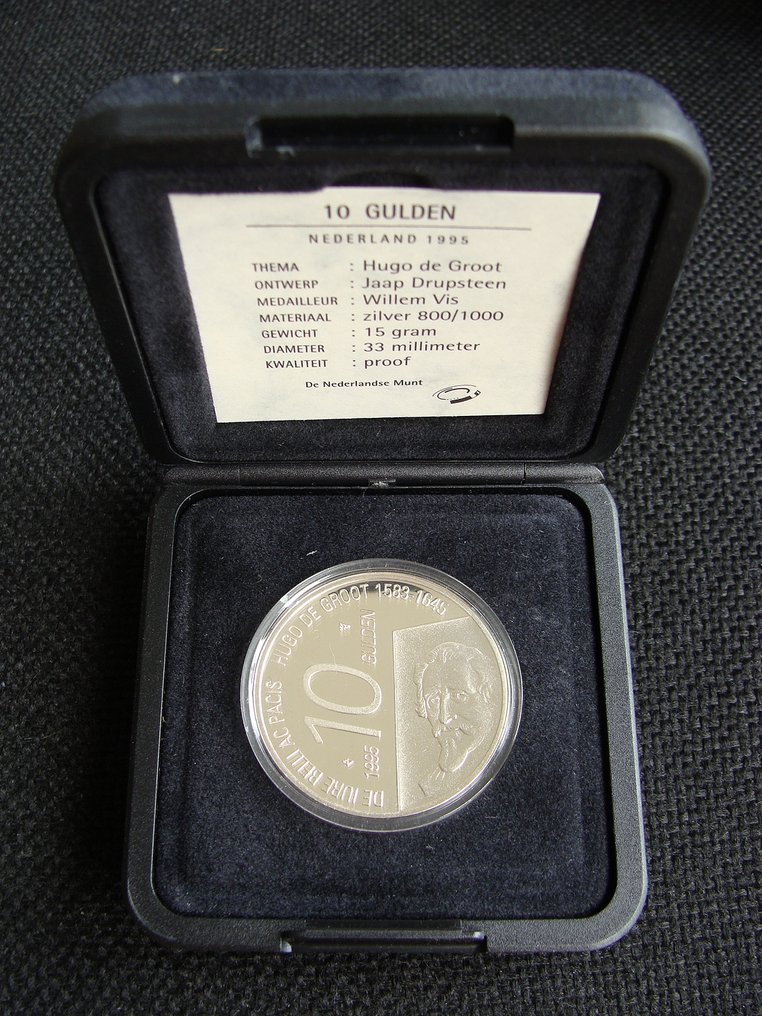 10 GULDEN
NEDERLAND 1995
THEMA : Hugo de Groot
ONTWERP : Jaap Drupsteen
MEDAILLEUR : Willem Vis
MATERIAAL : zilver 800/1000
GEWICHT : 15 gram
DIAMETER : 33 millimeter
KWALITEIT : proof
De Nederlandse Munt
DE IURE BELLI AC PACIS HUGO DE GROOT 1583-1645
10
GULDEN
1995